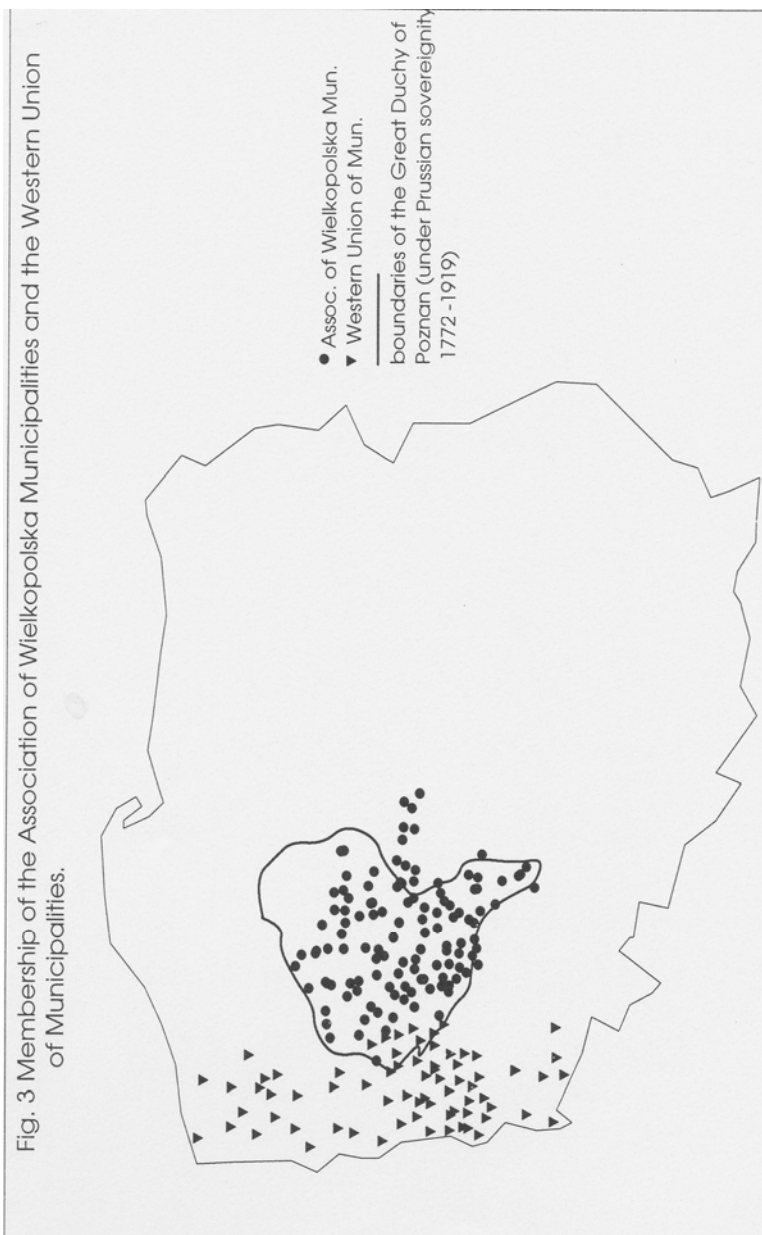 Fig. 3 Membership of the Association of Wielkopolska Municipalities and the Western Union
of Municipalities.
Assoc. of Wielkopolska Mun.
Western Union of Mun.
boundaries of the Great Duchy of
Poznan (under Prussian sovereignity
1772 -1919)